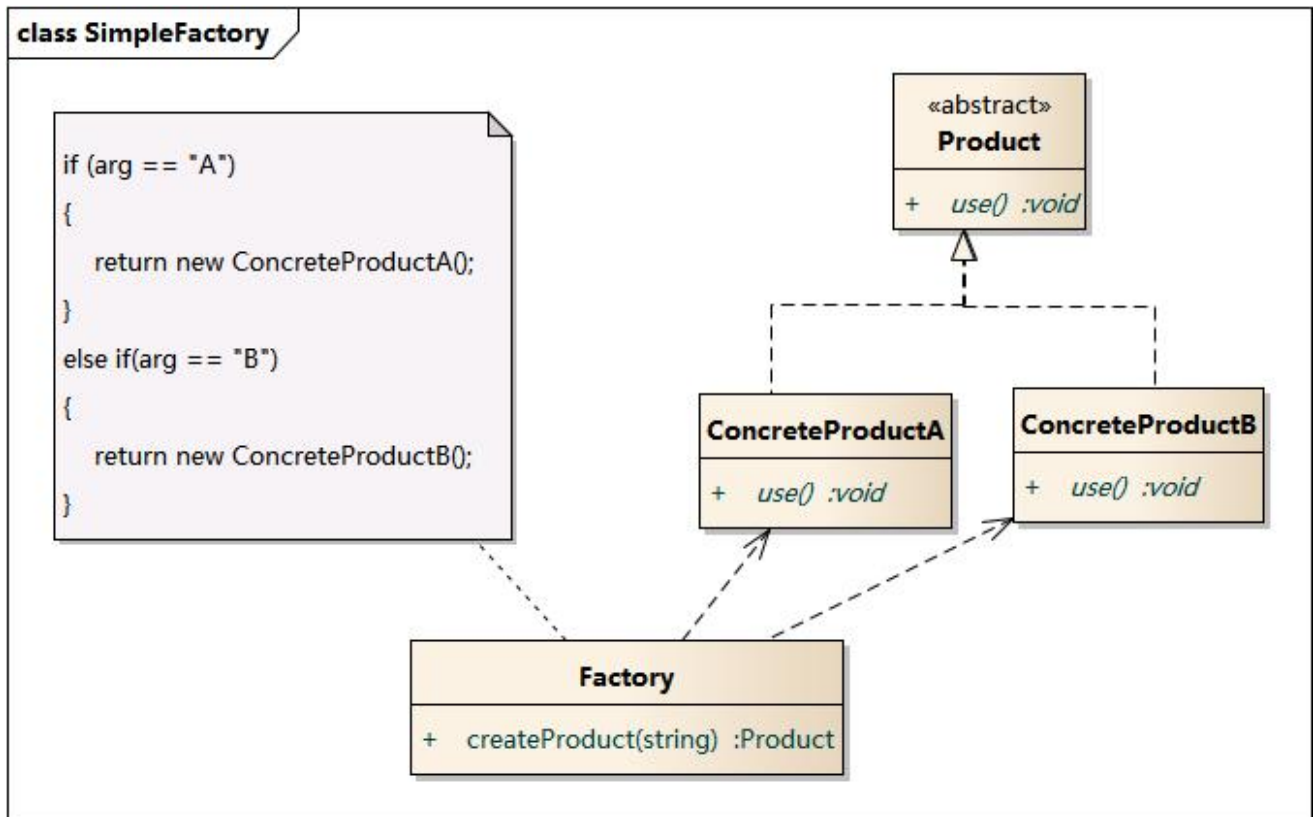 class SimpleFactory
if (arg == "A")
{
return new ConcreteProductA();
}
else if(arg == "B")
{
return new ConcreteProductB();
}
«abstract»
Product
+ use() :void
ConcreteProductA
+ use() :void
ConcreteProductB
+ use() :void
Factory
+ createProduct(string) :Product